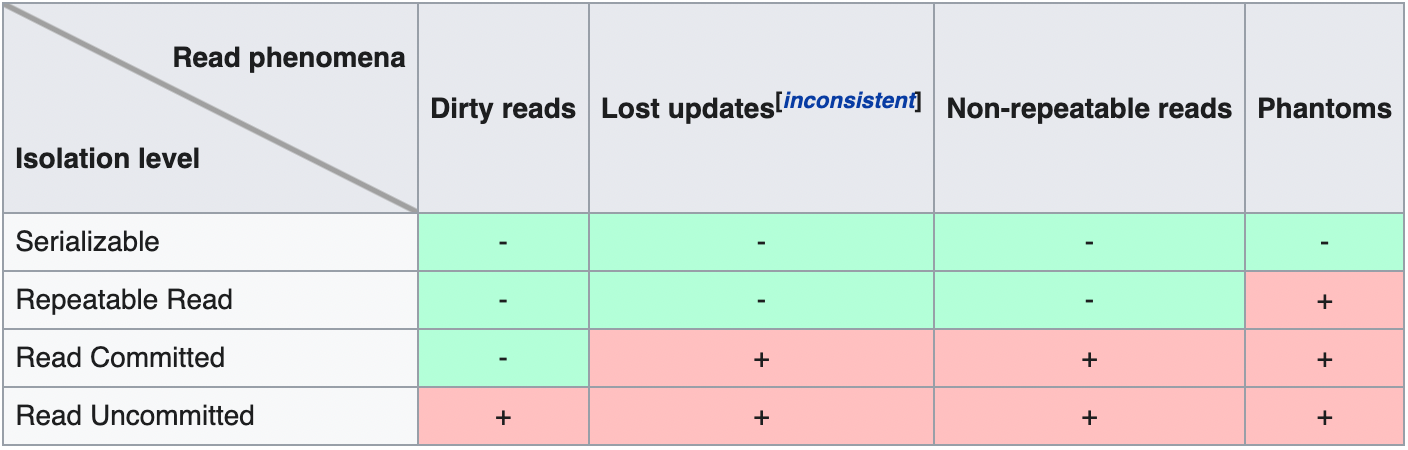 Read phenomena
Isolation level
Dirty reads
Lost updates[inconsistent]
Non-repeatable reads
Phantoms
Serializable - - - -
Repeatable Read - - - +
Read Committed - + + +
Read Uncommitted + + + +